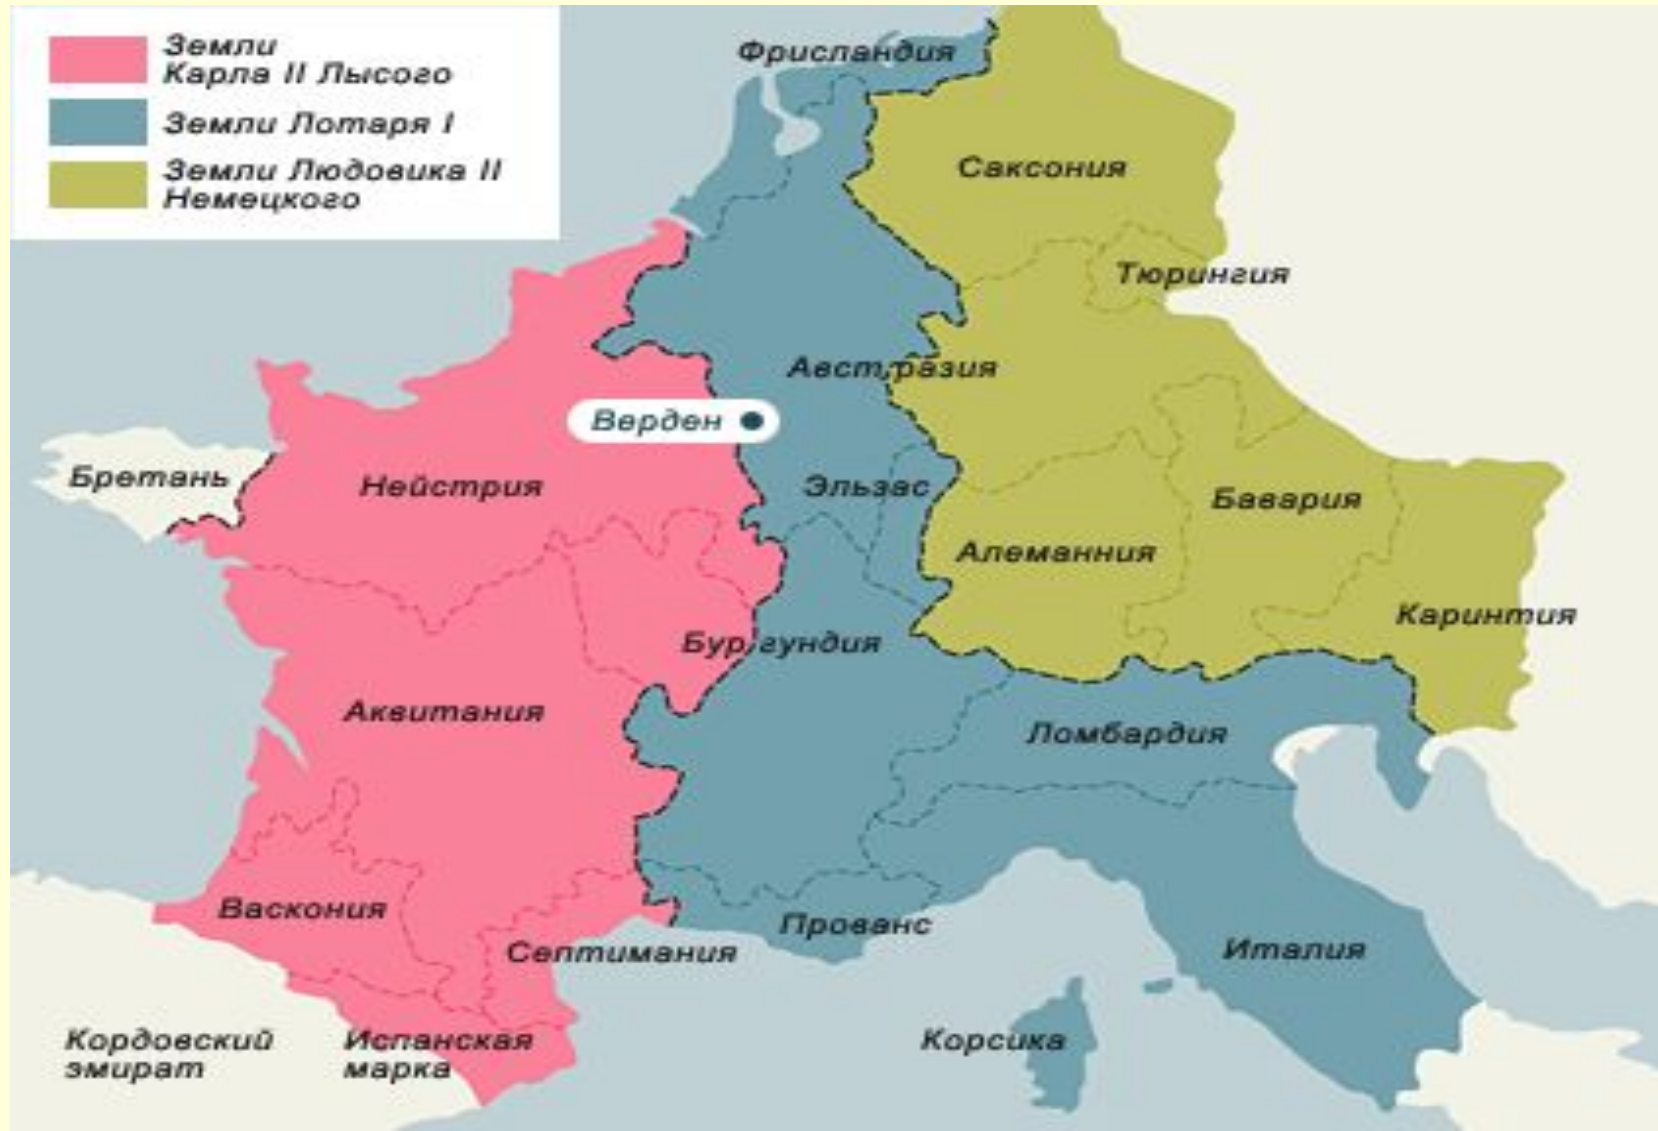 Земли
Карла II Лысого
Земли Лотаря I
Земли Людовика II
Немецкого
Фрисландия
Саксония
Тюрингия
Австразия
Верден
Бретань
Нейстрия
Эльзас
Бавария
Алеманния
Каринтия
Бургундия
Аквитания
Ломбардия
Васкония
Прованс
Септимания
Италия
Кордовский
эмират
Испанская
марка
Корсика